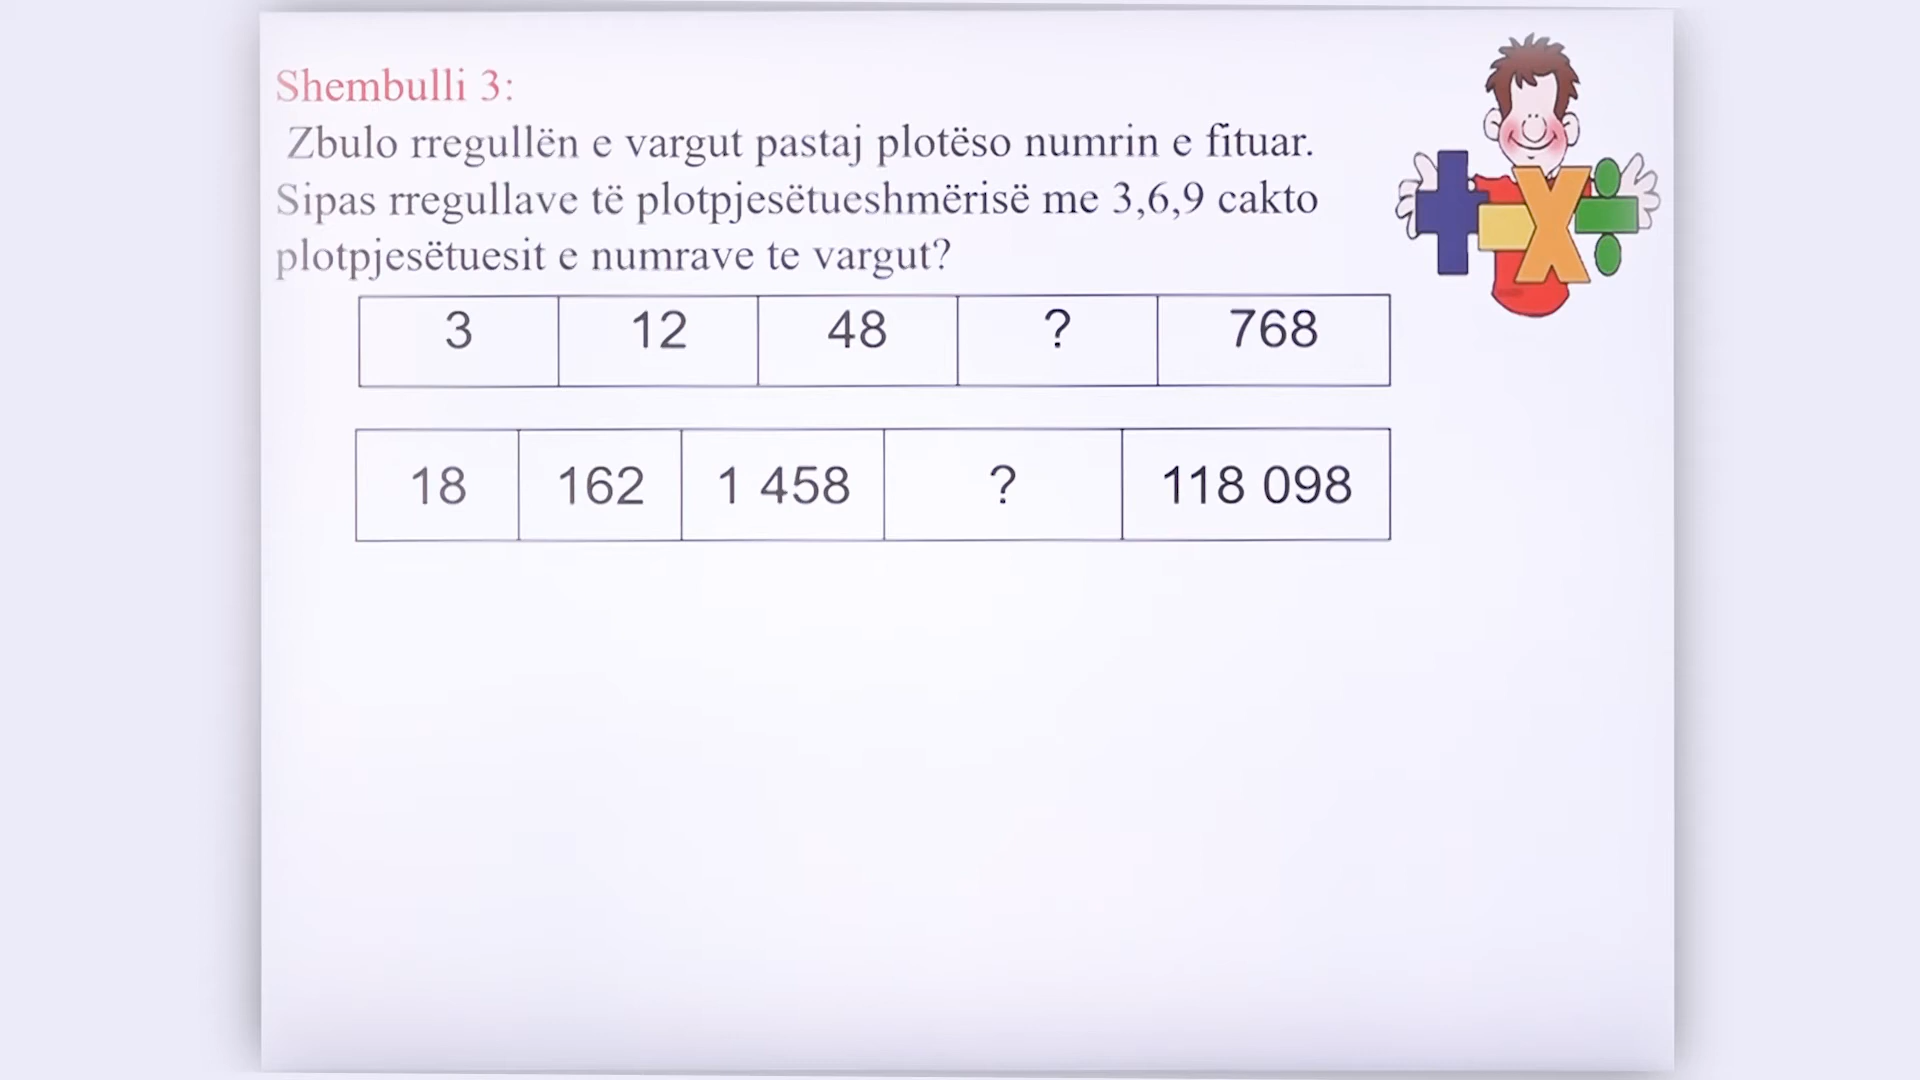 Shembulli 3:
Zbulo rregullën e vargut pastaj plotëso numrin e fituar.
Sipas rregullave të plotpjesëtueshmërisë me 3,6,9 cakto
plotpjesëtuesit e numrave te vargut?
3 12 48 ? 768
18 162 1 458 ? 118 098